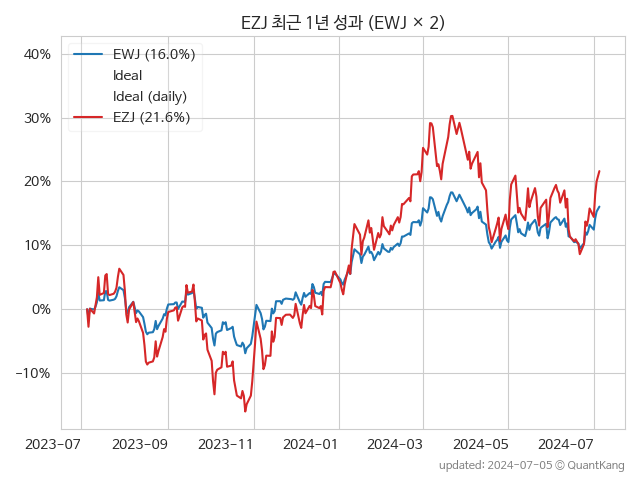 EZJ 최근 1년 성과 (EWJ × 2)
EWJ (16.0%)
Ideal
Ideal (daily)
EZJ (21.6%)
40%
30%
20%
10%
0%
−10%
2023-07
2023-09
2023-11
2024-01
2024-03
2024-05
2024-07
updated: 2024-07-05 © QuantKang